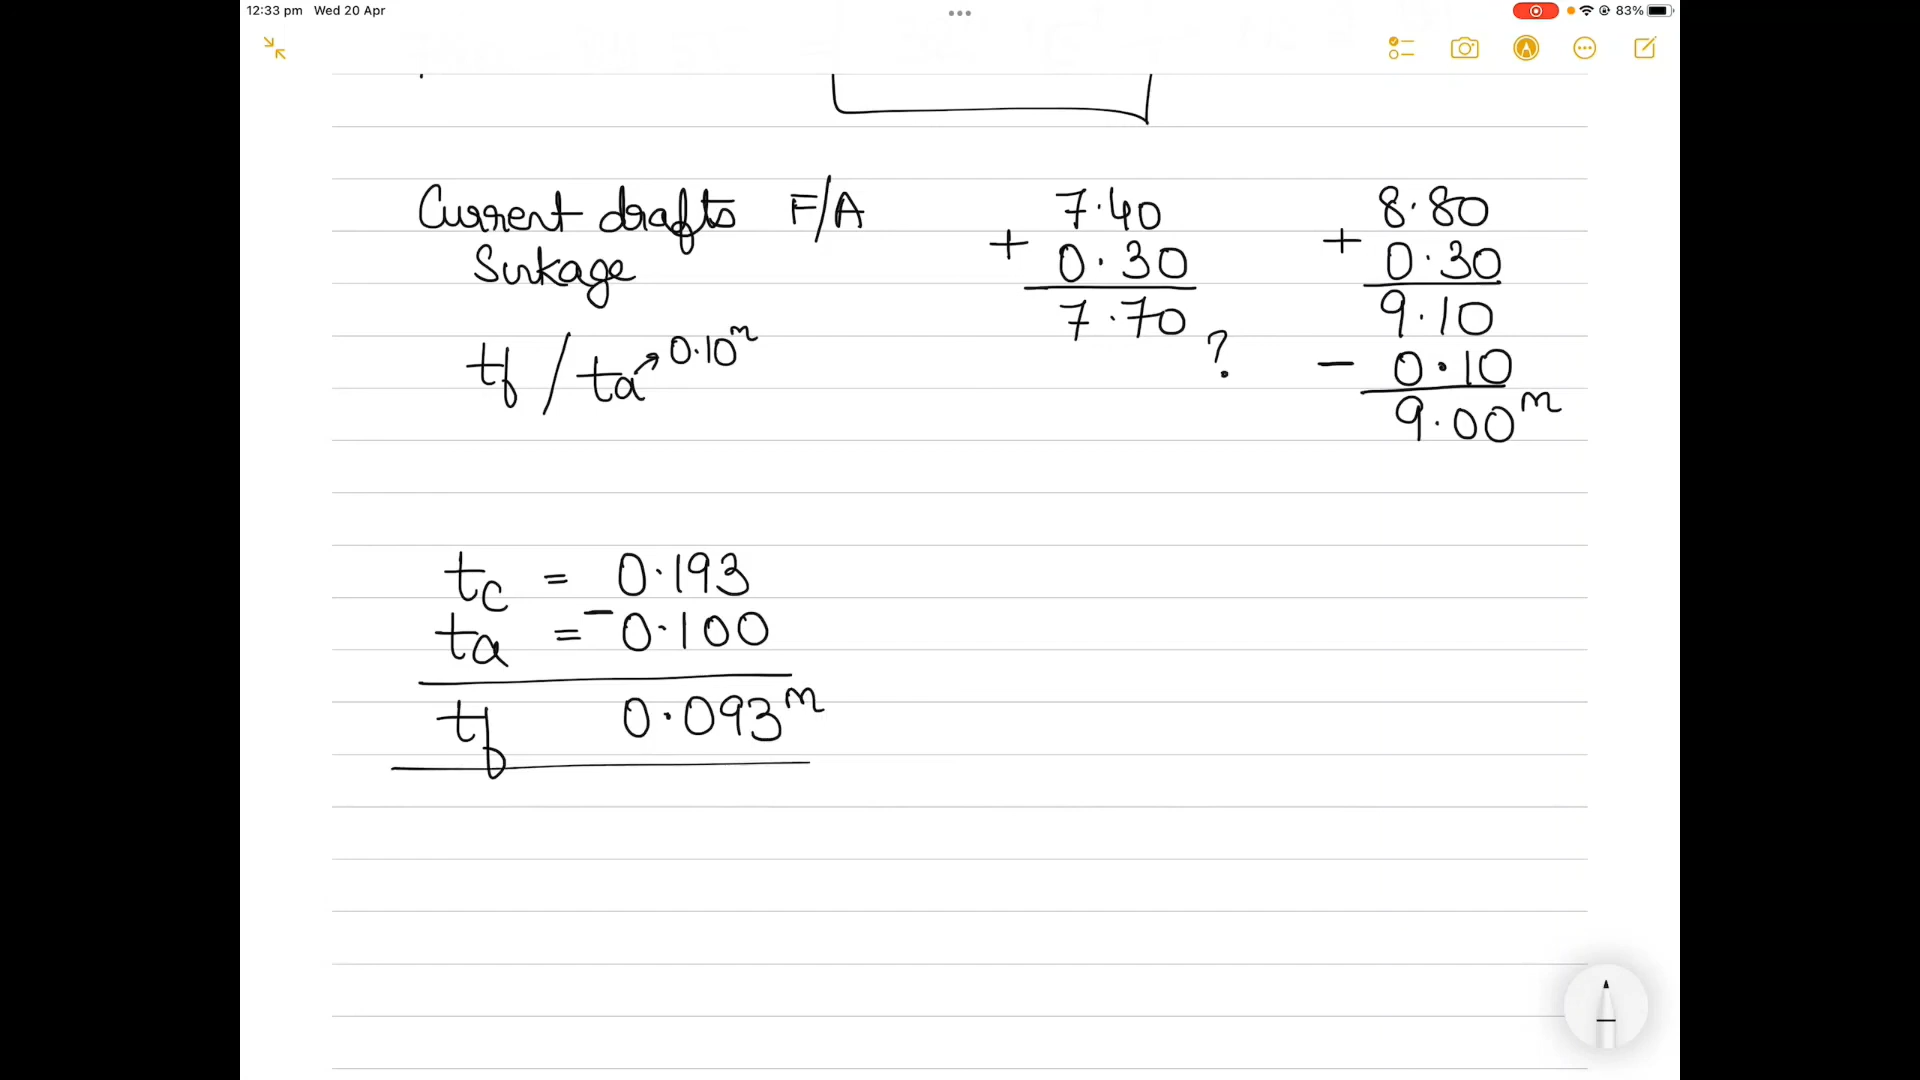 12:33 pm Wed 20 Apr
83%
Current drafts F/A 7.40 8.80
Sinkage + 0.30 + 0.30
7.70 9.10
tf / ta → 0.10m ? - 0.10
9.00m
tc = 0.193
ta = - 0.100
tf 0.093m